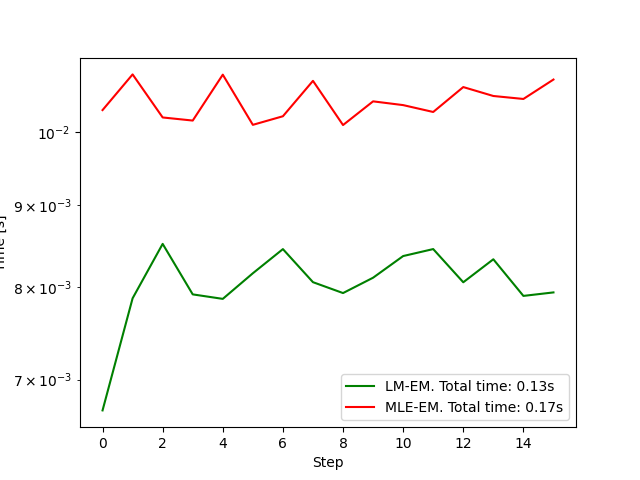 10⁻²
9 × 10⁻³
8 × 10⁻³
7 × 10⁻³
[s]
0 2 4 6 8 10 12 14
Step
LM-EM. Total time: 0.13s
MLE-EM. Total time: 0.17s